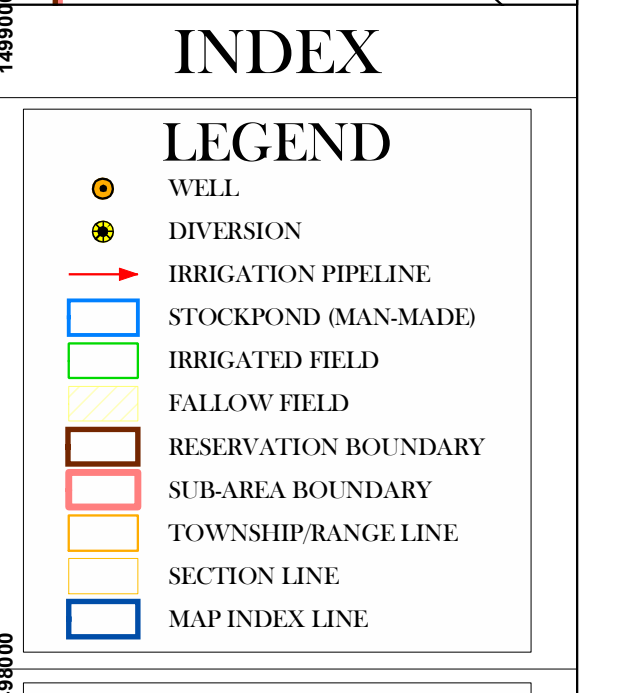 INDEX
LEGEND
WELL
DIVERSION
IRRIGATION PIPELINE
STOCKPOND (MAN-MADE)
IRRIGATED FIELD
FALLOW FIELD
RESERVATION BOUNDARY
SUB-AREA BOUNDARY
TOWNSHIP/RANGE LINE
SECTION LINE
MAP INDEX LINE